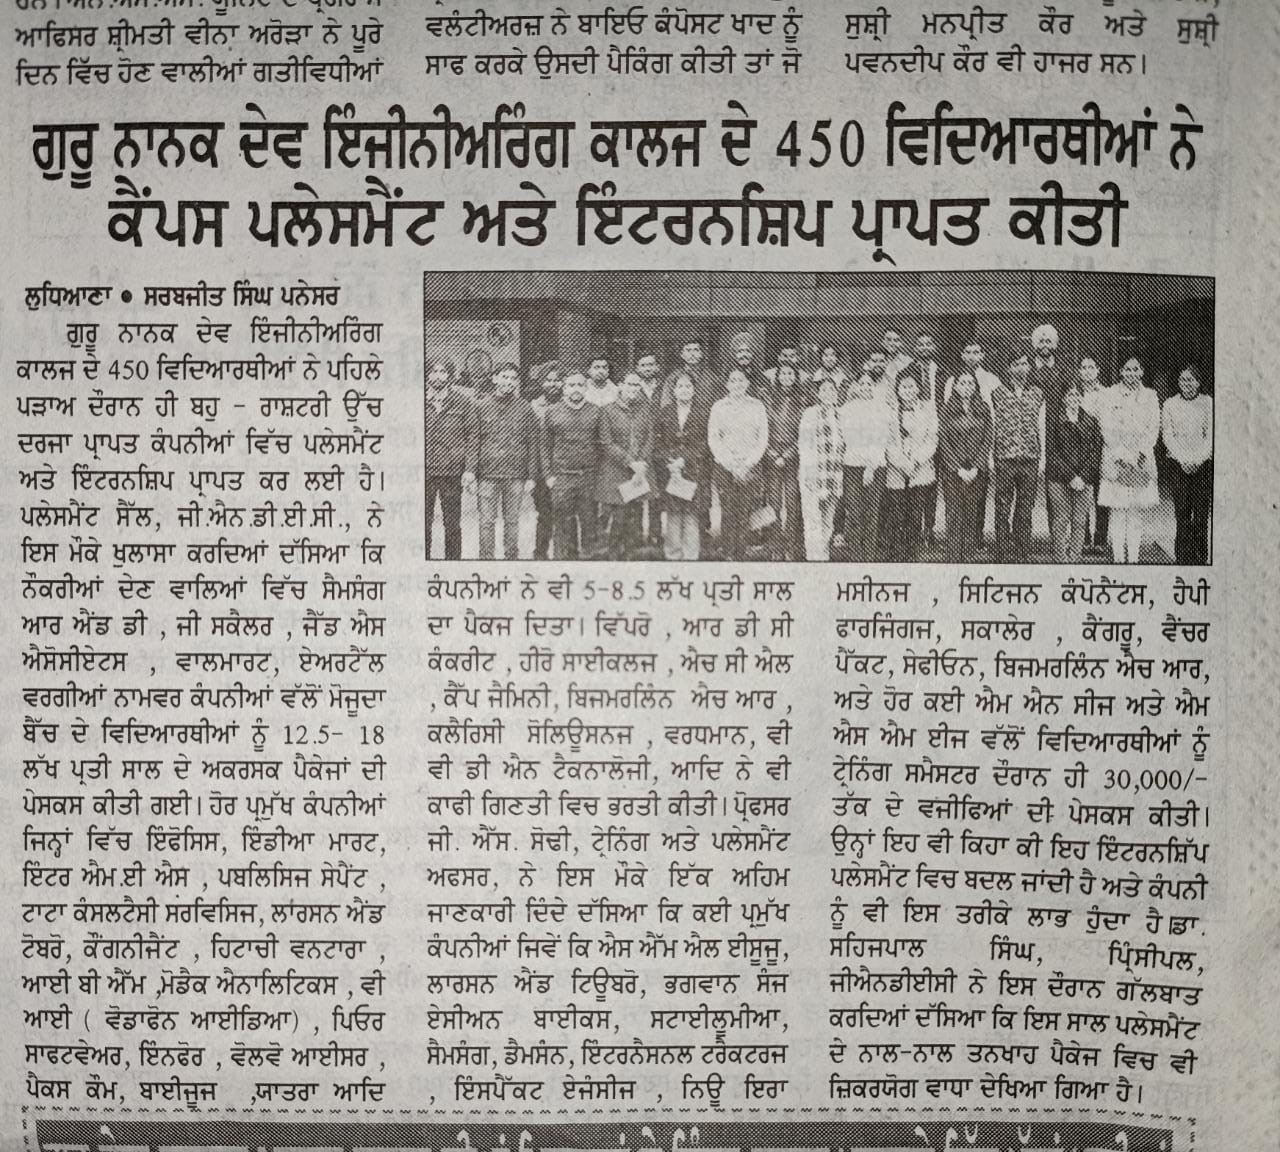 ਆਫਿਸਰ ਸ਼੍ਰੀਮਤੀ ਵੀਨਾ ਅਰੋੜਾ ਨੇ ਪੂਰੇ
ਦਿਨ ਵਿੱਚ ਹੋਣ ਵਾਲੀਆਂ ਗਤੀਵਿਧੀਆਂ
ਵਲੰਟੀਅਰਜ਼ ਨੇ ਬਾਇਓ ਕੰਪੋਸਟ ਖਾਦ ਨੂੰ
ਸਾਫ ਕਰਕੇ ਉਸਦੀ ਪੈਕਿੰਗ ਕੀਤੀ ਤਾਂ ਜੋ
ਸੁਸ਼੍ਰੀ ਮਨਪ੍ਰੀਤ ਕੌਰ ਅਤੇ ਸੁਸ਼੍ਰੀ
ਪਵਨਦੀਪ ਕੌਰ ਵੀ ਹਾਜਰ ਸਨ।
ਗੁਰੂ ਨਾਨਕ ਦੇਵ ਇੰਜੀਨੀਅਰਿੰਗ ਕਾਲਜ ਦੇ 450 ਵਿਦਿਆਰਥੀਆਂ ਨੇ
ਕੈਂਪਸ ਪਲੇਸਮੈਂਟ ਅਤੇ ਇੰਟਰਨਸ਼ਿਪ ਪ੍ਰਾਪਤ ਕੀਤੀ
ਲੁਧਿਆਣਾ • ਸਰਬਜੀਤ ਸਿੰਘ ਪਨੇਸਰ
ਗੁਰੂ ਨਾਨਕ ਦੇਵ ਇੰਜੀਨੀਅਰਿੰਗ
ਕਾਲਜ ਦੇ 450 ਵਿਦਿਆਰਥੀਆਂ ਨੇ ਪਹਿਲੇ
ਪੜਾਅ ਦੌਰਾਨ ਹੀ ਬਹੁ - ਰਾਸ਼ਟਰੀ ਉੱਚ
ਦਰਜਾ ਪ੍ਰਾਪਤ ਕੰਪਨੀਆਂ ਵਿੱਚ ਪਲੇਸਮੈਂਟ
ਅਤੇ ਇੰਟਰਨਸ਼ਿਪ ਪ੍ਰਾਪਤ ਕਰ ਲਈ ਹੈ।
ਪਲੇਸਮੈਂਟ ਸੈੱਲ, ਜੀ.ਐਨ.ਡੀ.ਈ.ਸੀ., ਨੇ
ਇਸ ਮੌਕੇ ਖੁਲਾਸਾ ਕਰਦਿਆਂ ਦੱਸਿਆ ਕਿ
ਨੌਕਰੀਆਂ ਦੇਣ ਵਾਲਿਆਂ ਵਿੱਚ ਸੈਮਸੰਗ
ਆਰ ਐਂਡ ਡੀ , ਜੀ ਸਕੈਲਰ , ਜੈੱਡ ਐਸ
ਐਸੋਸੀਏਟਸ , ਵਾਲਮਾਰਟ, ਏਅਰਟੈੱਲ
ਵਰਗੀਆਂ ਨਾਮਵਰ ਕੰਪਨੀਆਂ ਵੱਲੋਂ ਮੋਜੂਦਾ
ਬੈੱਚ ਦੇ ਵਿਦਿਆਰਥੀਆਂ ਨੂੰ 12.5- 18
ਲੱਖ ਪ੍ਰਤੀ ਸਾਲ ਦੇ ਅਕਰਸਕ ਪੈਕੇਜਾਂ ਦੀ
ਪੇਸਕਸ ਕੀਤੀ ਗਈ। ਹੋਰ ਪ੍ਰਮੁੱਖ ਕੰਪਨੀਆਂ
ਜਿਨ੍ਹਾਂ ਵਿੱਚ ਇੰਫੋਸਿਸ, ਇੰਡੀਆ ਮਾਰਟ,
ਇੰਟਰ ਐਮ.ਈ ਐਸ , ਪਬਲਿਸਿਜ ਸੇਪੈਂਟ ,
ਟਾਟਾ ਕੰਸਲਟੈਸੀ ਸਰਵਿਸਿਜ, ਲਾਰਸਨ ਐਂਡ
ਟੋਬਰੋ, ਕੌਂਗਨੀਜੈਂਟ , ਹਿਟਾਚੀ ਵਨਟਾਰਾ ,
ਆਈ ਬੀ ਐੱਮ ,ਮੋਡੈਕ ਐਨਾਲਿਟਿਕਸ , ਵੀ
ਆਈ ( ਵੋਡਾਫੋਨ ਆਈਡਿਆ) , ਪਿਓਰ
ਸਾਫਟਵੇਅਰ, ਇਨਫੋਰ , ਵੋਲਵੋ ਆਈਸਰ ,
ਪੈਕਸ ਕੌਮ, ਬਾਈਜੂਜ ,ਯਾਤਰਾ ਆਦਿ
ਕੰਪਨੀਆਂ ਨੇ ਵੀ 5-8.5 ਲੱਖ ਪ੍ਰਤੀ ਸਾਲ
ਦਾ ਪੈਕਜ ਦਿਤਾ। ਵਿੱਪਰੋ , ਆਰ ਡੀ ਸੀ
ਕੰਕਰੀਟ , ਹੀਰੋ ਸਾਈਕਲਜ , ਐਚ ਸੀ ਐਲ
, ਕੈੱਪ ਜੈਮਿਨੀ, ਬਿਜਮਰਲਿੰਨ ਐਚ ਆਰ ,
ਕਲੈਰਿਸੀ ਸੋਲਿਊਸਨਜ , ਵਰਧਮਾਨ, ਵੀ
ਵੀ ਡੀ ਐਨ ਟੈਕਨਾਲੋਜੀ, ਆਦਿ ਨੇ ਵੀ
ਕਾਫੀ ਗਿਣਤੀ ਵਿਚ ਭਰਤੀ ਕੀਤੀ। ਪ੍ਰੋਫਸਰ
ਜੀ. ਐੱਸ. ਸੋਢੀ, ਟ੍ਰੇਨਿੰਗ ਅਤੇ ਪਲੇਸਮੈਂਟ
ਅਫਸਰ, ਨੇ ਇਸ ਮੌਕੇ ਇੱਕ ਅਹਿਮ
ਜਾਣਕਾਰੀ ਦਿੰਦੇ ਦੱਸਿਆ ਕਿ ਕਈ ਪ੍ਰਮੁੱਖ
ਕੰਪਨੀਆਂ ਜਿਵੇਂ ਕਿ ਐਸ ਐੱਮ ਐਲ ਈਸੂਜੂ,
ਲਾਰਸਨ ਐਂਡ ਟਿਊਬਰੋ, ਭਗਵਾਨ ਸੰਜ
ਏਸੀਅਨ ਬਾਈਕਸ, ਸਟਾਈਲੂਮੀਆ,
ਸੈਮਸੰਗ, ਡੈਮਸੰਨ, ਇੰਟਰਨੈਸਨਲ ਟਰੈਕਟਰਜ
, ਇੰਸਪੈੱਕਟ ਏਜੰਸੀਜ , ਨਿਊ ਇਰਾ
ਮਸੀਨਜ , ਸਿਟਿਜਨ ਕੰਪੋਨੈਂਟਸ, ਹੈਪੀ
ਫਾਰਜਿੰਗਜ, ਸਕਾਲੇਰ , ਕੈਂਗਰੂ, ਵੈਂਚਰ
ਪੈੱਕਟ, ਸੇਫੀਓਨ, ਬਿਜਮਰਲਿੰਨ ਐਚ ਆਰ,
ਅਤੇ ਹੋਰ ਕਈ ਐਮ ਐਨ ਸੀਜ ਅਤੇ ਐਮ
ਐਸ ਐਮ ਈਜ ਵੱਲੋਂ ਵਿਦਿਆਰਥੀਆਂ ਨੂੰ
ਟ੍ਰੇਨਿੰਗ ਸਮੈਸਟਰ ਦੌਰਾਨ ਹੀ 30,000/-
ਤੱਕ ਦੇ ਵਜੀਫਿਆਂ ਦੀ ਪੇਸਕਸ ਕੀਤੀ।
ਉਨ੍ਹਾਂ ਇਹ ਵੀ ਕਿਹਾ ਕੀ ਇਹ ਇੰਟਰਨਸ਼ਿੱਪ
ਪਲੇਸਮੈਂਟ ਵਿਚ ਬਦਲ ਜਾਂਦੀ ਹੈ ਅਤੇ ਕੰਪਣੀ
ਨੂੰ ਵੀ ਇਸ ਤਰੀਕੇ ਲਾਭ ਹੁੰਦਾ ਹੈ।ਡਾ.
ਸਹਿਜਪਾਲ ਸਿੰਘ, ਪ੍ਰਿੰਸੀਪਲ,
ਜੀਐਨਡੀਈਸੀ ਨੇ ਇਸ ਦੌਰਾਨ ਗੱਲਬਾਤ
ਕਰਦਿਆਂ ਦੱਸਿਆ ਕਿ ਇਸ ਸਾਲ ਪਲੇਸਮੈਂਟ
ਦੇ ਨਾਲ-ਨਾਲ ਤਨਖਾਹ ਪੈਕੇਜ ਵਿਚ ਵੀ
ਜ਼ਿਕਰਯੋਗ ਵਾਧਾ ਦੇਖਿਆ ਗਿਆ ਹੈ।